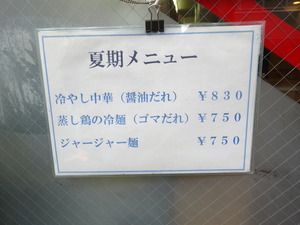 夏期メニュー
冷やし中華（醤油だれ） ￥８３０
蒸し鶏の冷麺（ゴマだれ） ￥７５０
ジャージャー麺 ￥７５０